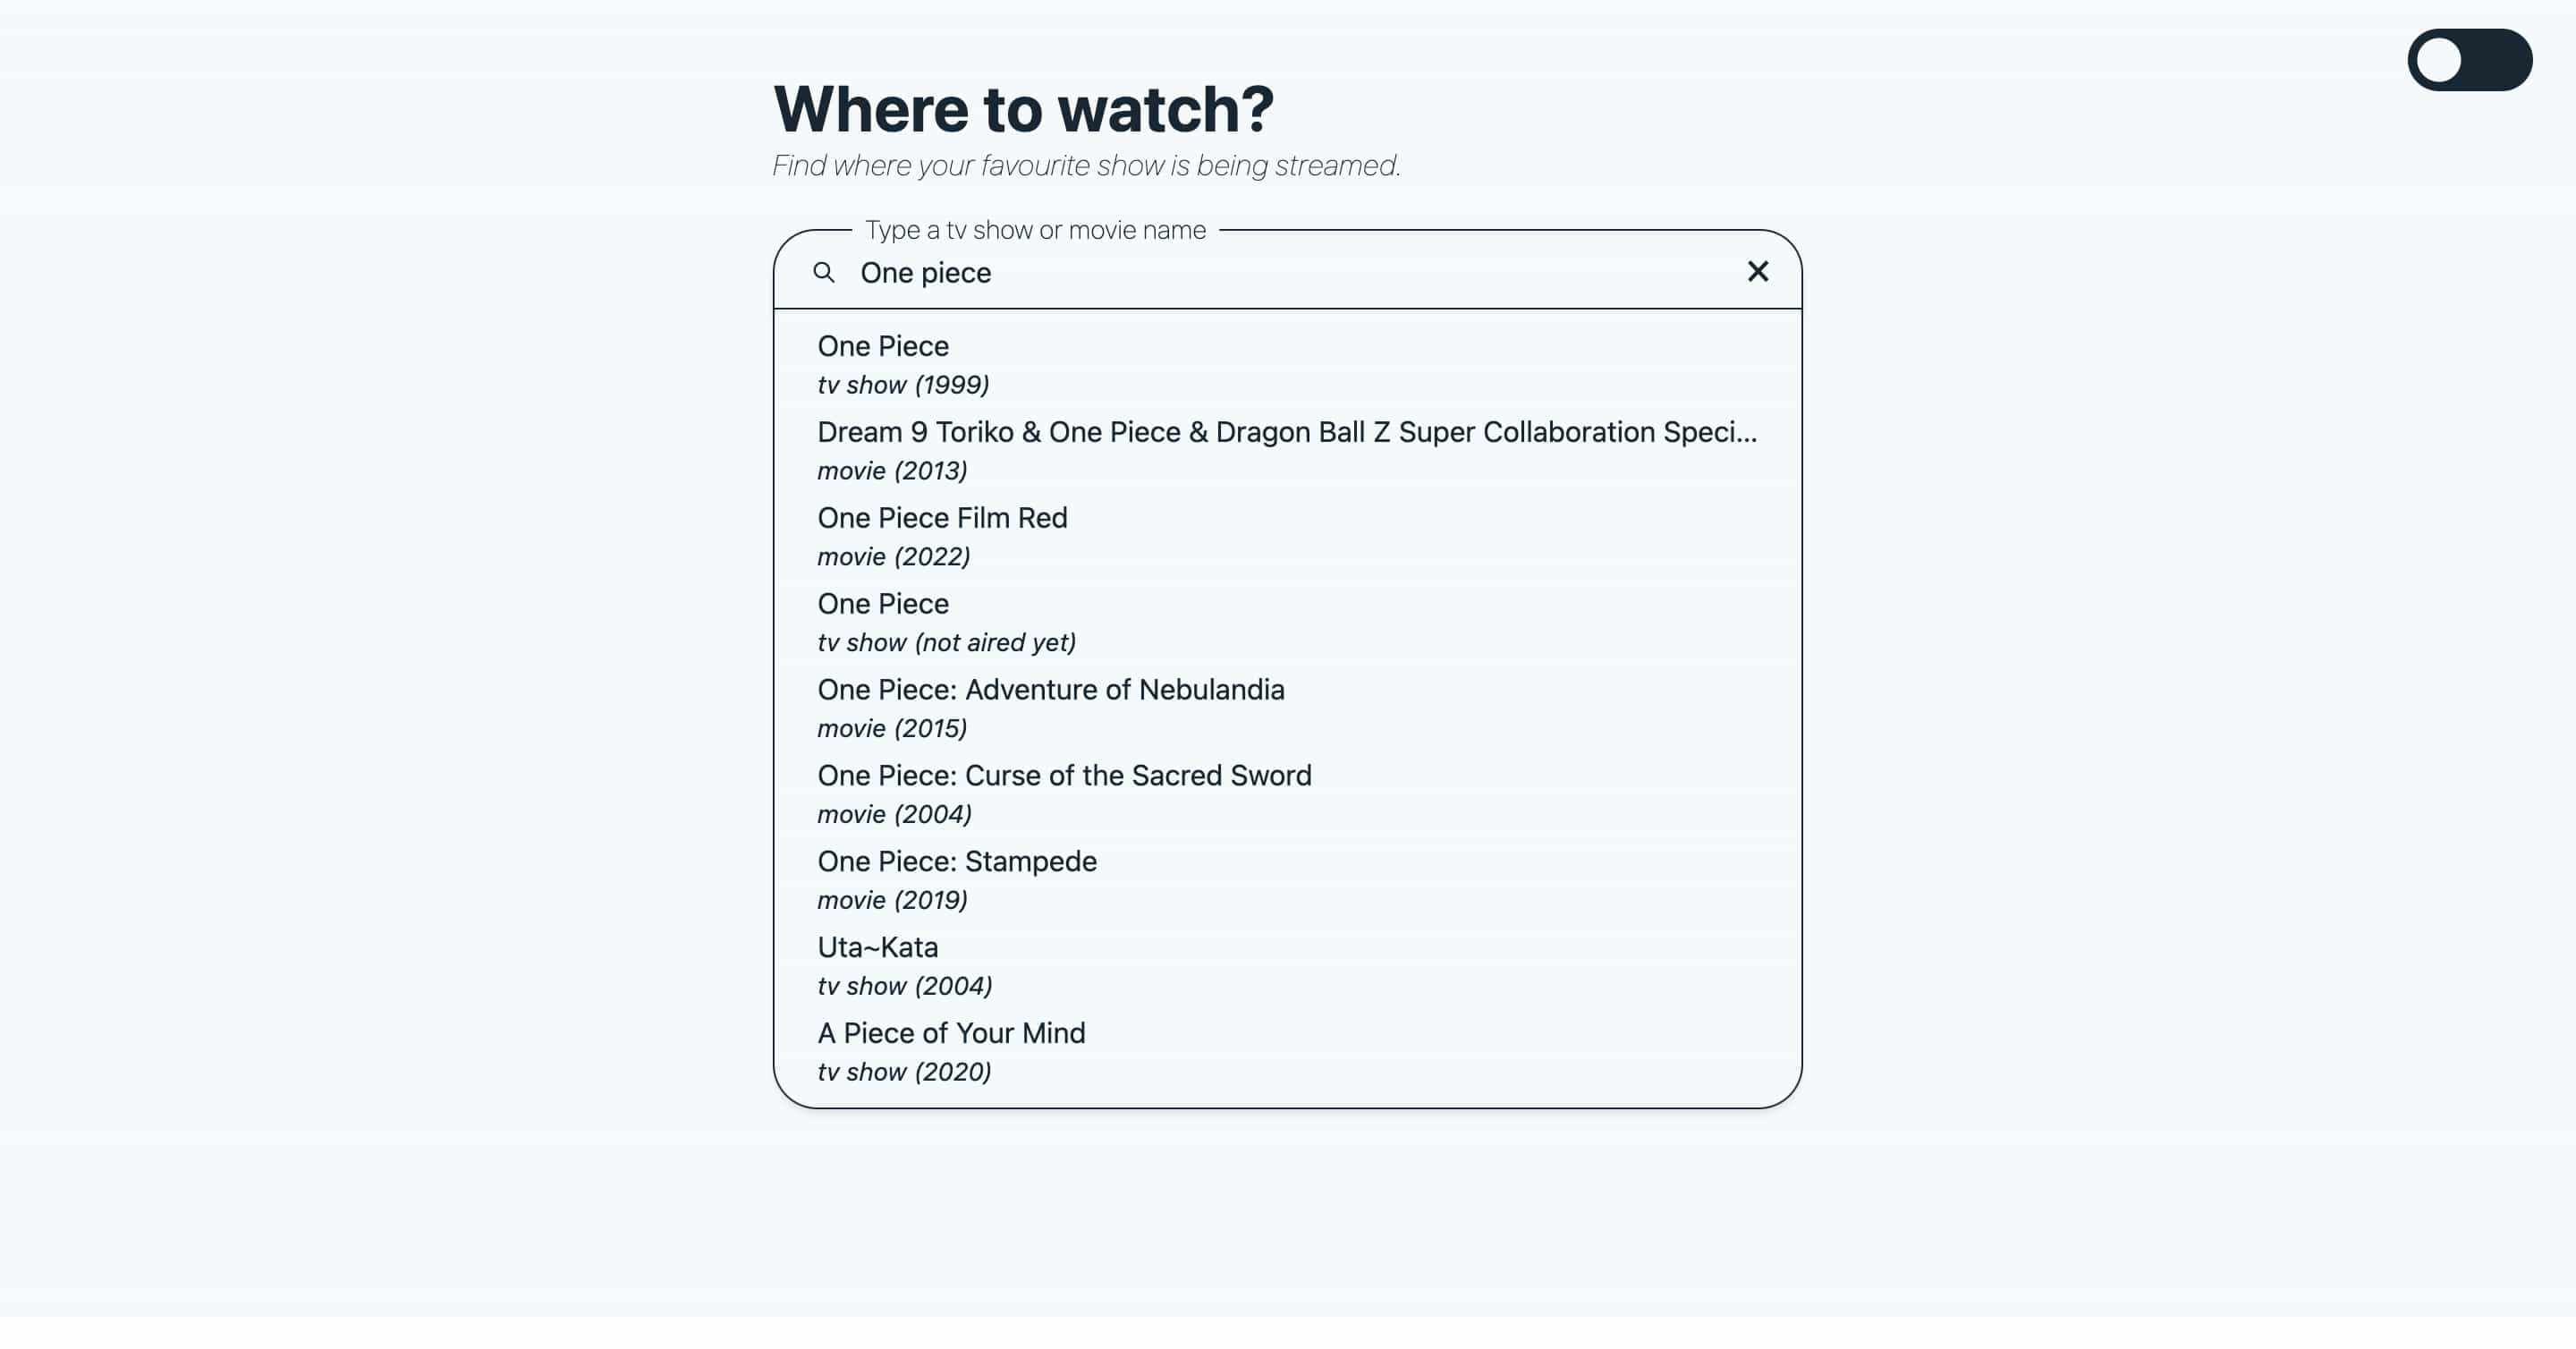 Where to watch?
Find where your favourite show is being streamed.
Type a tv show or movie name
One piece
One Piece
tv show (1999)
Dream 9 Toriko & One Piece & Dragon Ball Z Super Collaboration Speci...
movie (2013)
One Piece Film Red
movie (2022)
One Piece
tv show (not aired yet)
One Piece: Adventure of Nebulandia
movie (2015)
One Piece: Curse of the Sacred Sword
movie (2004)
One Piece: Stampede
movie (2019)
Uta~Kata
tv show (2004)
A Piece of Your Mind
tv show (2020)